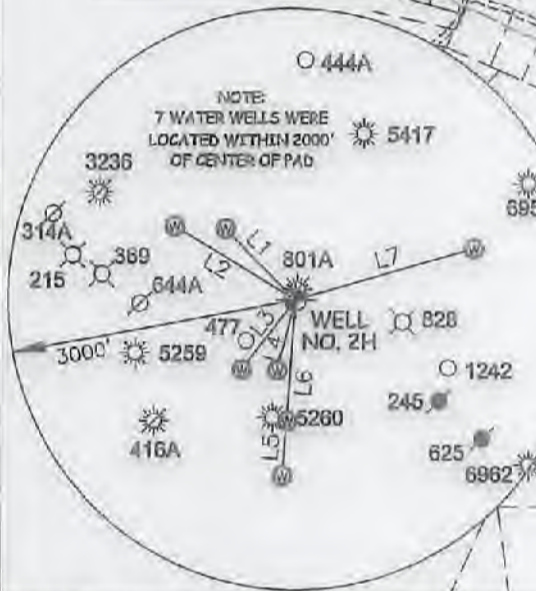 444A
NOTE:
7 WATER WELLS WERE
LOCATED WITHIN 2000'
OF CENTER OF PAD
5417
3236
695
314A
W
W
L1
L2
W
L7
801A
215
369
644A
477
L3
L4
WELL
NO. 2H
828
3000'
5259
W
W
L6
1242
245
416A
W
5260
625
L5
W
6962